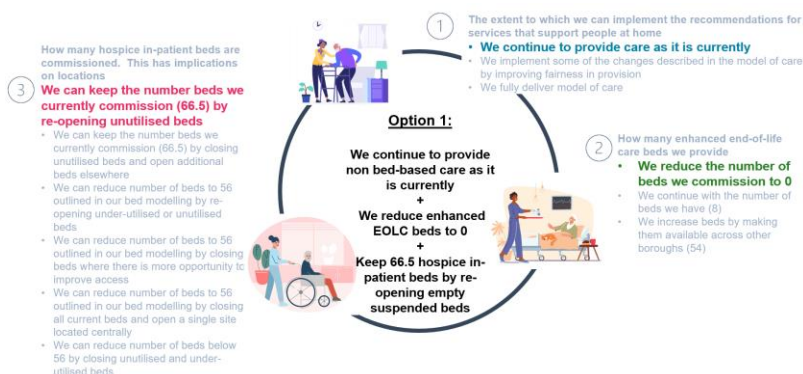 1
The extent to which we can implement the recommendations for
services that support people at home
• We continue to provide care as it is currently
• We implement some of the changes described in the model of care
by improving fairness in provision
• We fully deliver model of care
2
How many enhanced end-of-life
care beds we provide
• We reduce the number of
beds we commission to 0
• We continue with the number of
beds we have (8)
• We increase beds by making
them available across other
boroughs (54)
3
How many hospice in-patient beds are
commissioned. This has implications
on locations
We can keep the number beds we
currently commission (66.5) by
re-opening unutilised beds
• We can keep the number beds we
currently commission (66.5) by closing
unutilised beds and open additional
beds elsewhere
• We can reduce number of beds to 56
outlined in our bed modelling by re-
opening under-utilised or unutilised
beds
• We can reduce number of beds to 56
outlined in our bed modelling by closing
beds where there is more opportunity to
improve access
• We can reduce number of beds to 56
outlined in our bed modelling by closing
all current beds and open a single site
located centrally
• We can reduce number of beds below
56 by closing unutilised and under-
utilised beds
Option 1:
We continue to provide
non bed-based care as it
is currently
+
We reduce enhanced
EOLC beds to 0
+
Keep 66.5 hospice in-
patient beds by re-
opening empty
suspended beds